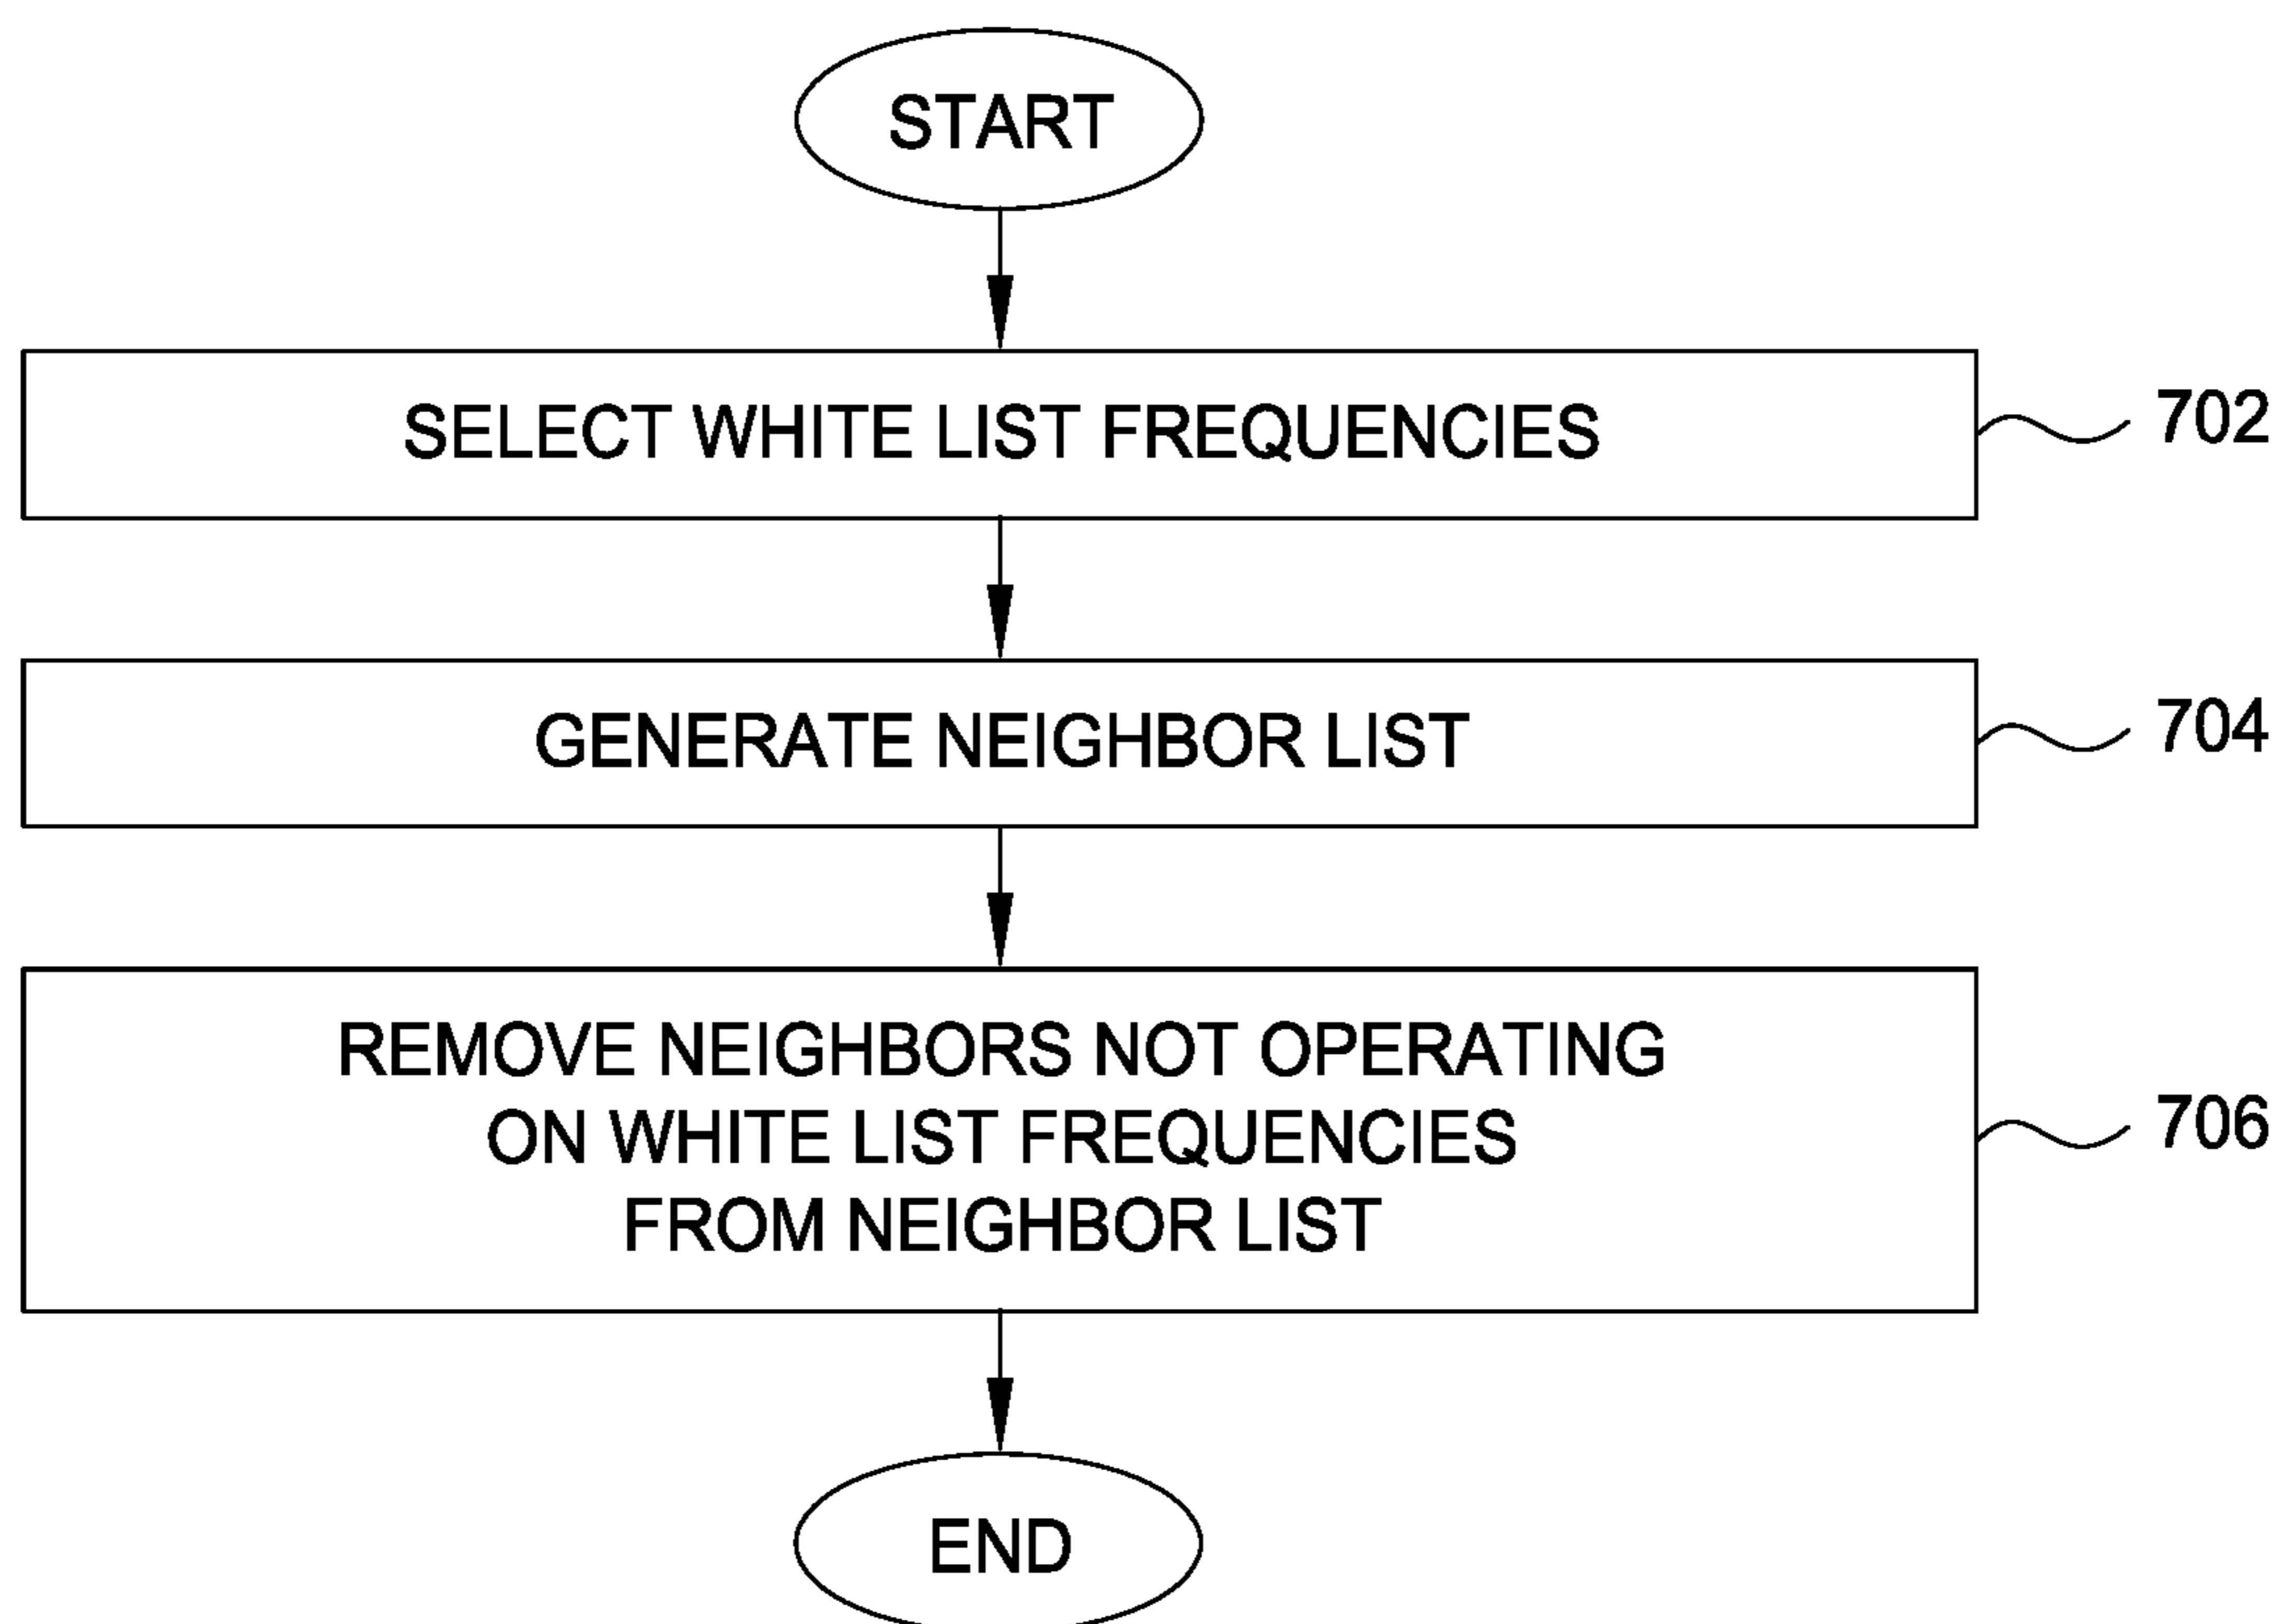 START
SELECT WHITE LIST FREQUENCIES
702
GENERATE NEIGHBOR LIST
704
REMOVE NEIGHBORS NOT OPERATING
ON WHITE LIST FREQUENCIES
FROM NEIGHBOR LIST
706
END